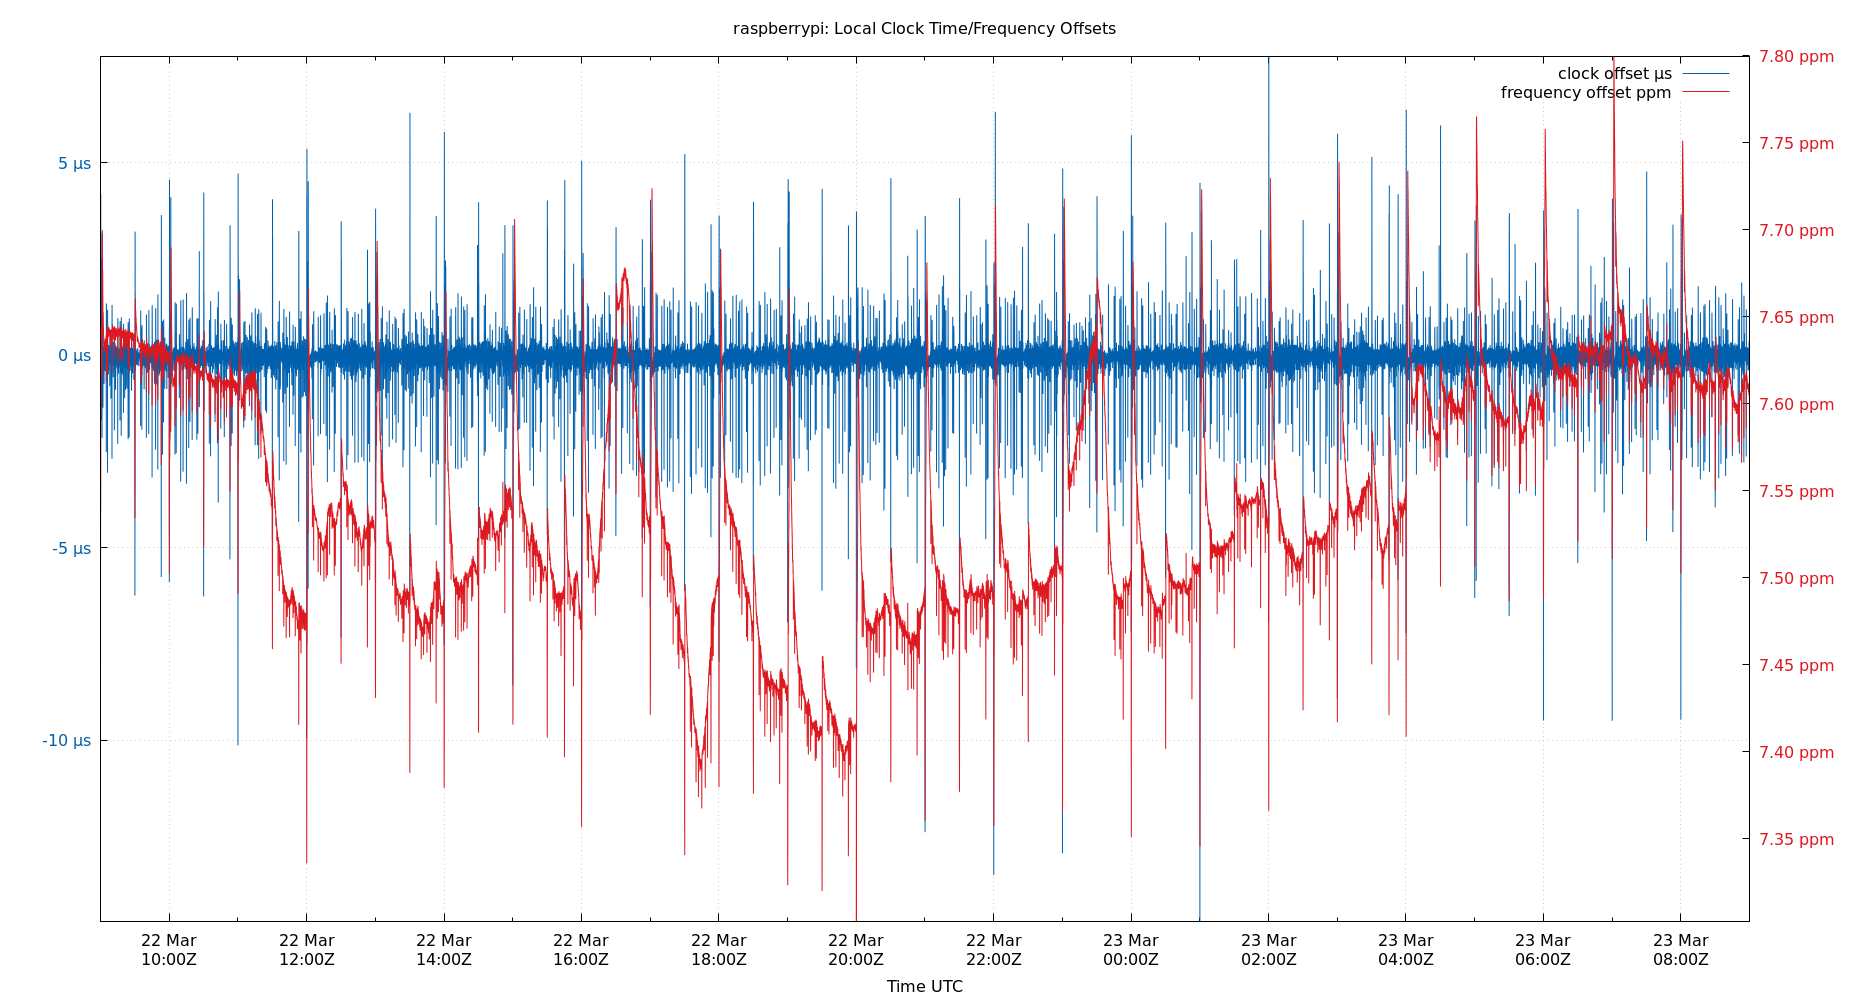 raspberrypi: Local Clock Time/Frequency Offsets
clock offset µs
frequency offset ppm
5 µs
0 µs
-5 µs
-10 µs
7.80 ppm
7.75 ppm
7.70 ppm
7.65 ppm
7.60 ppm
7.55 ppm
7.50 ppm
7.45 ppm
7.40 ppm
7.35 ppm
22 Mar 22 Mar 22 Mar 22 Mar 22 Mar 22 Mar 22 Mar 23 Mar 23 Mar 23 Mar 23 Mar 23 Mar
10:00Z 12:00Z 14:00Z 16:00Z 18:00Z 20:00Z 22:00Z 00:00Z 02:00Z 04:00Z 06:00Z 08:00Z
Time UTC